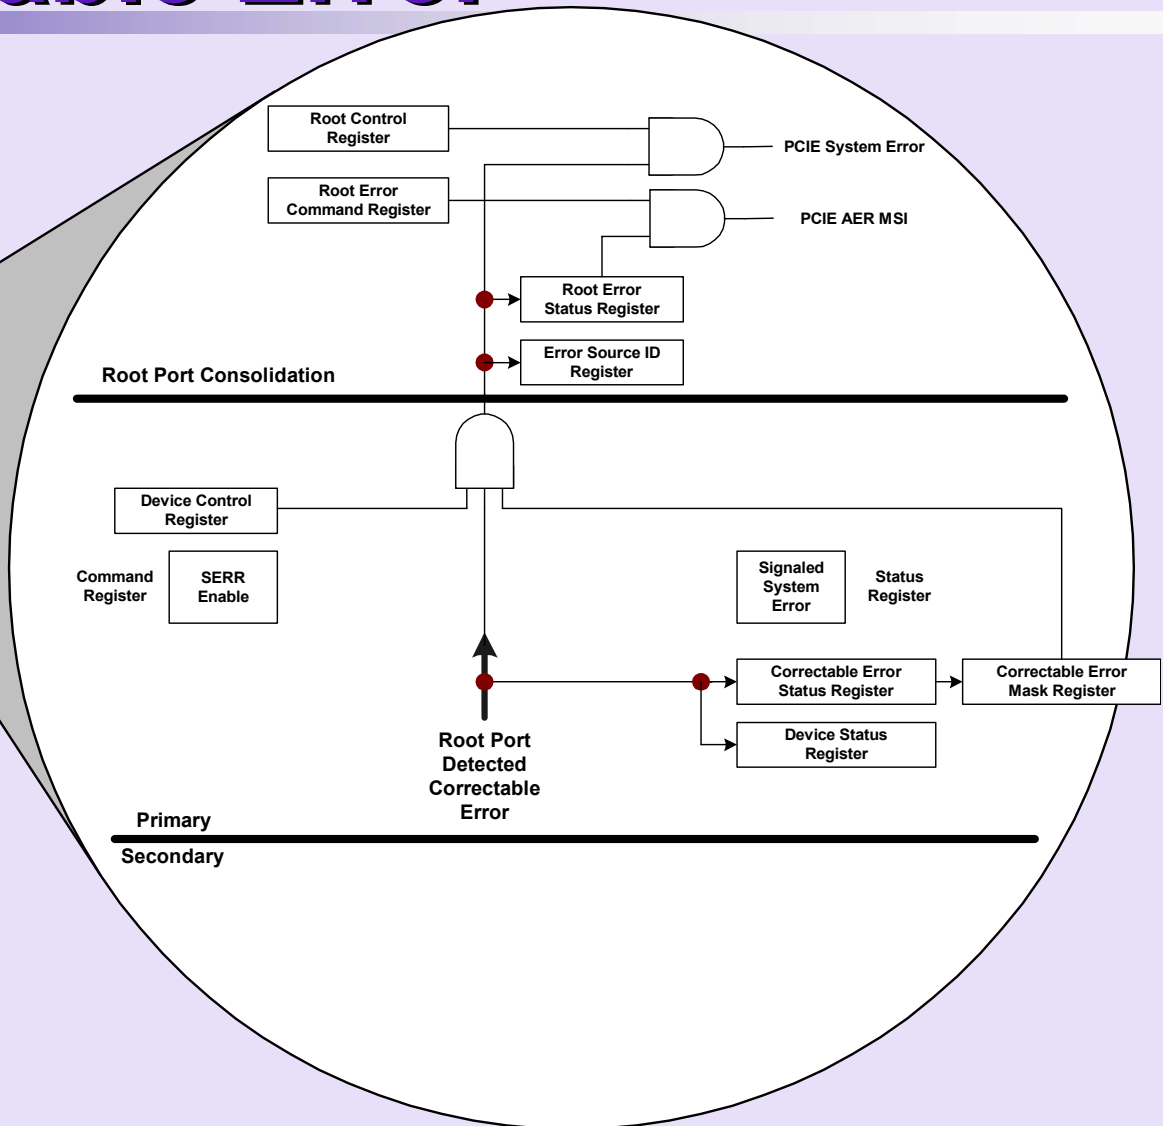 Error
Root Control
Register
PCIE System Error
Root Error
Command Register
PCIE AER MSI
Root Error
Status Register
Error Source ID
Register
Root Port Consolidation
Device Control
Register
Command
Register
SERR
Enable
Signaled
System
Error
Status
Register
Correctable Error
Status Register
Correctable Error
Mask Register
Device Status
Register
Root Port
Detected
Correctable
Error
Primary
Secondary